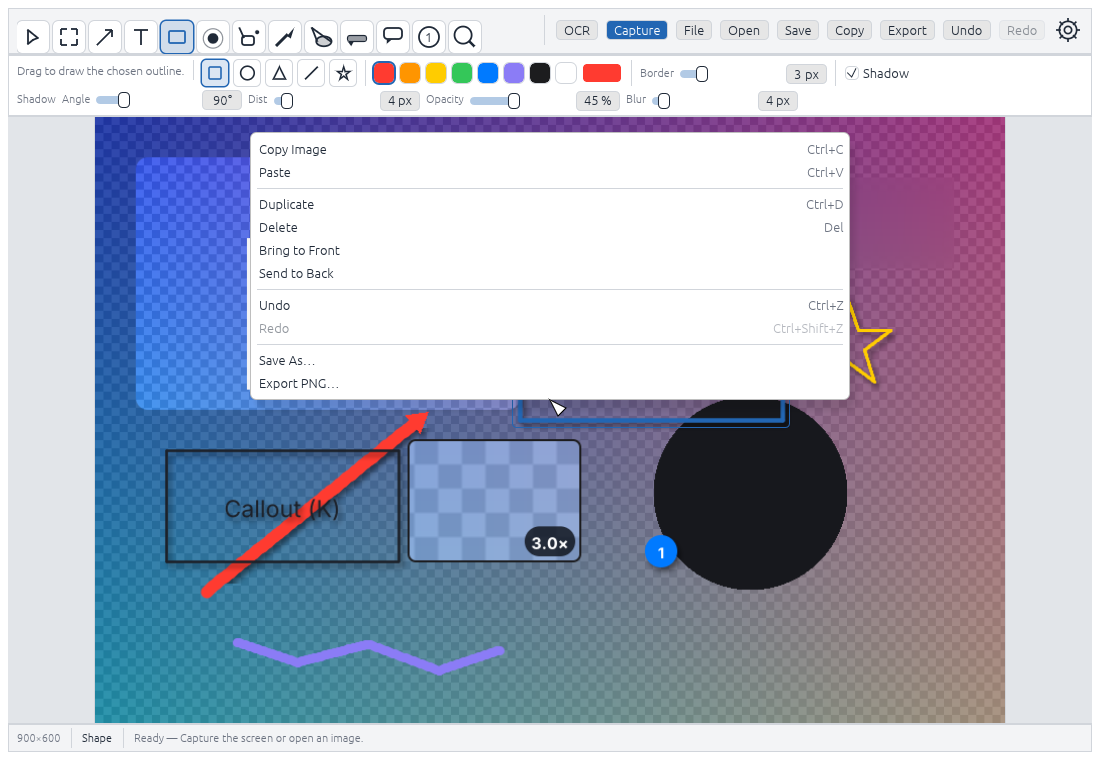 T
1
OCR Capture File Open Save Copy Export Undo Redo
Drag to draw the chosen outline.
Border 3 px Shadow
Shadow Angle 90° Dist 4 px Opacity 45 % Blur 4 px
Copy Image Ctrl+C
Paste Ctrl+V
Duplicate Ctrl+D
Delete Del
Bring to Front
Send to Back
Undo Ctrl+Z
Redo Ctrl+Shift+Z
Save As…
Export PNG…
Callout (K)
3.0×
1
900×600 Shape Ready — Capture the screen or open an image.